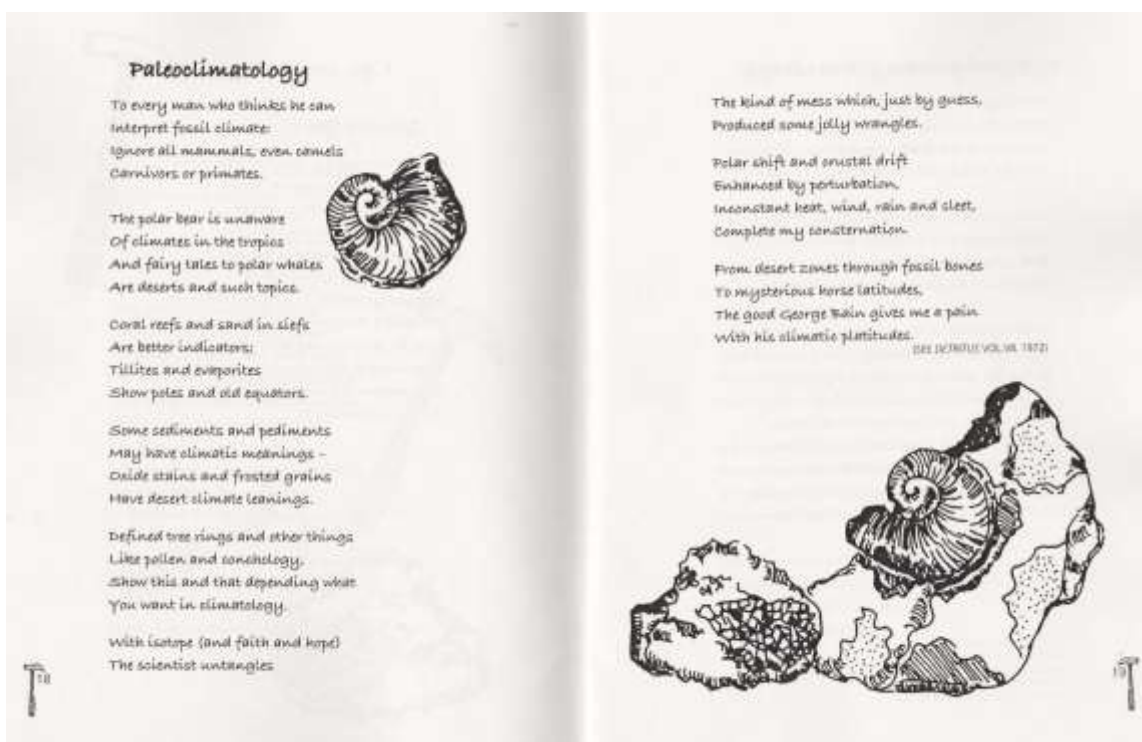 Paleoclimatology
To every man who thinks he can
Interpret fossil climate:
Ignore all mammals, even camels
Carnivors or primates.
The polar bear is unaware
Of climates in the tropics
And fairy tales to polar whales
Are deserts and such topics.
Coral reefs and sand in siefs
Are better indicators;
Tillites and evaporites
Show poles and old equators.
Some sediments and pediments
May have climatic meanings –
Oxide stains and frosted grains
Have desert climate leanings.
Defined tree rings and other things
Like pollen and conchology,
Show this and that depending what
You want in climatology.
With isotope (and faith and hope)
The scientist untangles
18
The kind of mess which, just by guess,
Produced some jolly wrangles.
Polar shift and crustal drift
Enhanced by perturbation,
Inconstant heat, wind, rain and sleet,
Complete my consternation.
From desert zones through fossil bones
To mysterious horse latitudes,
The good George Bain gives me a pain
With his climatic platitudes.
(SEE DETRITUS VOL. VII. 1972)
19